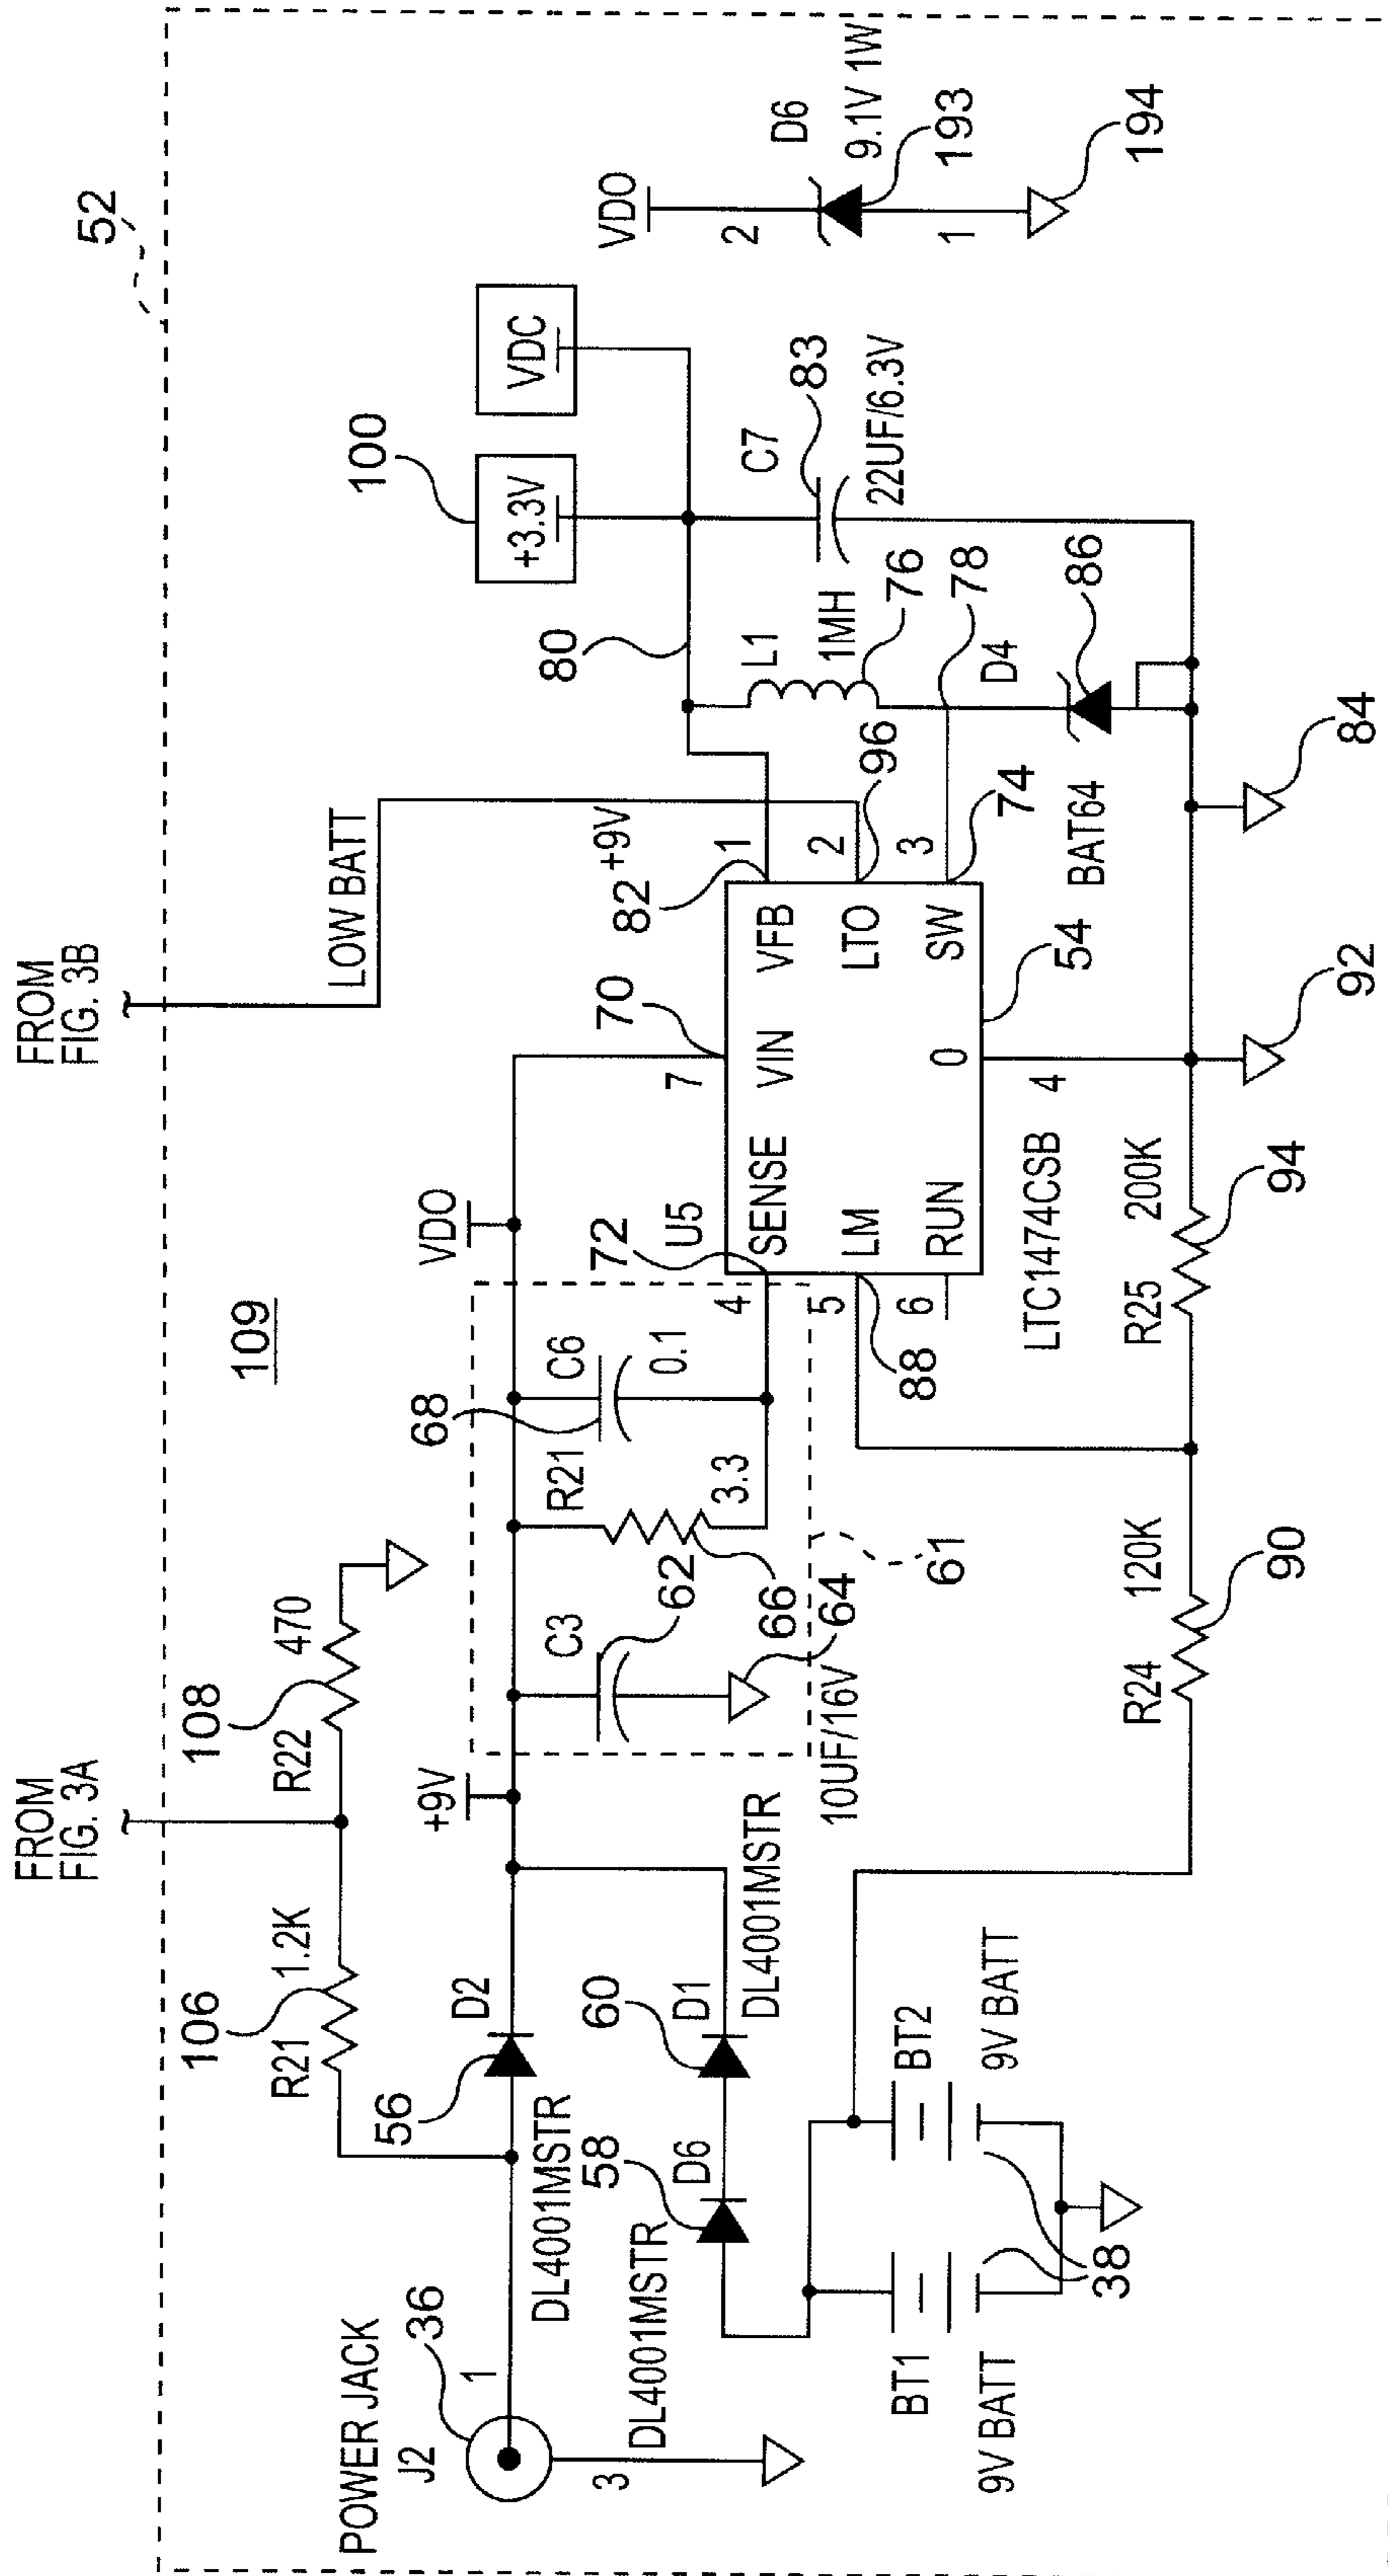 52
FROM
FIG. 3A
FROM
FIG. 3B
109
106
R21 1.2K
108
R22 470
LOW BATT
100
+3.3V
VDC
80
POWER JACK
J2
36
1
3
DL4001MSTR
56
D2
+9V
VDO
61
C3
62
64
10UF/16V
R21
3.3
66
68
C6
0.1
72
U5
4
SENSE
70
7
VIN
82
+9V
1
VFB
LM
5
88
LTO
2
96
RUN
6
0
4
SW
3
74
54
LTC1474CSB
L1
1MH
76
78
C7
83
22UF/6.3V
D4
86
BAT64
VDO
2
D6
9.1V 1W
193
1
194
DL4001MSTR
58
D6
60
D1
DL4001MSTR
BT1
9V BATT
BT2
9V BATT
38
R24 120K
90
R25 200K
94
92
84